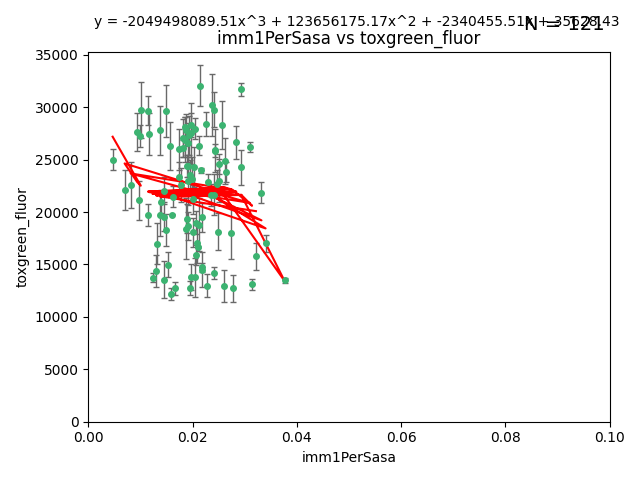 y = -2049498089.51x^3 + 123656175.17x^2 + -2340455.51x + 35628.43
N = 121
imm1PerSasa vs toxgreen_fluor
35000
30000
25000
20000
15000
10000
5000
0
toxgreen_fluor
0.00 0.02 0.04 0.06 0.08 0.10
imm1PerSasa